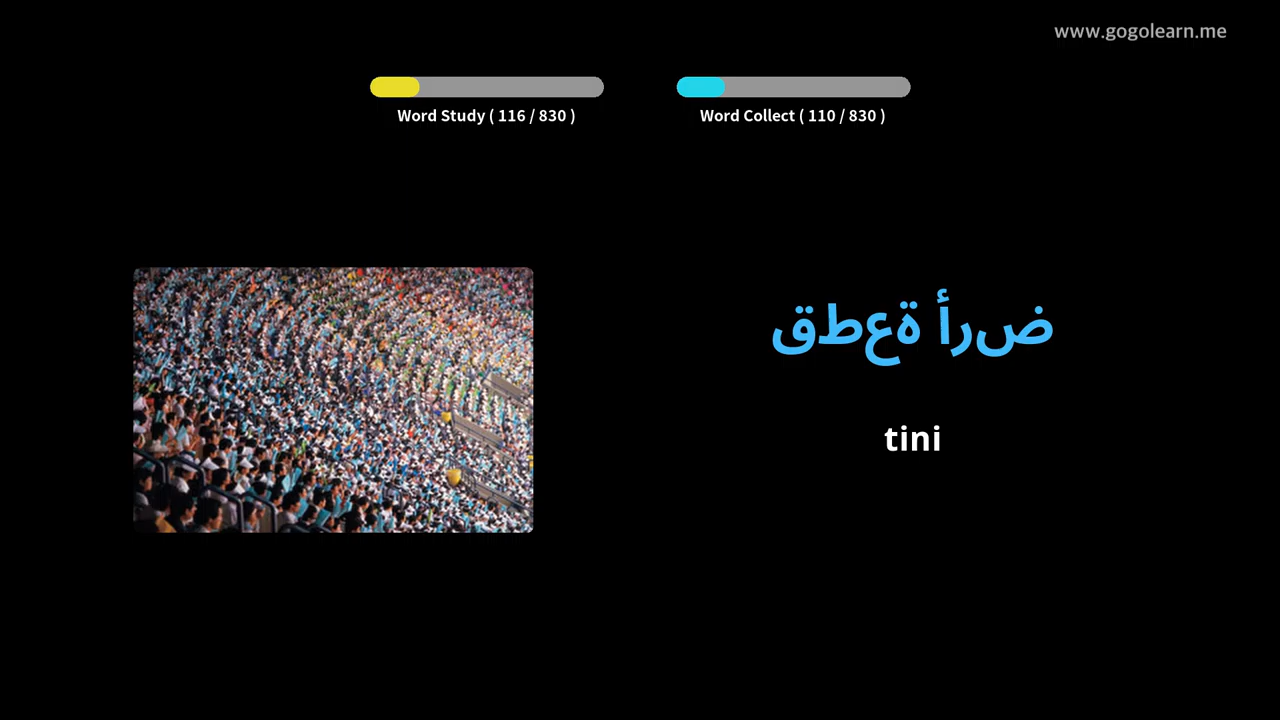 www.gogolearn.me
Word Study ( 116 / 830 )
Word Collect ( 110 / 830 )
قطعة أرض
tini